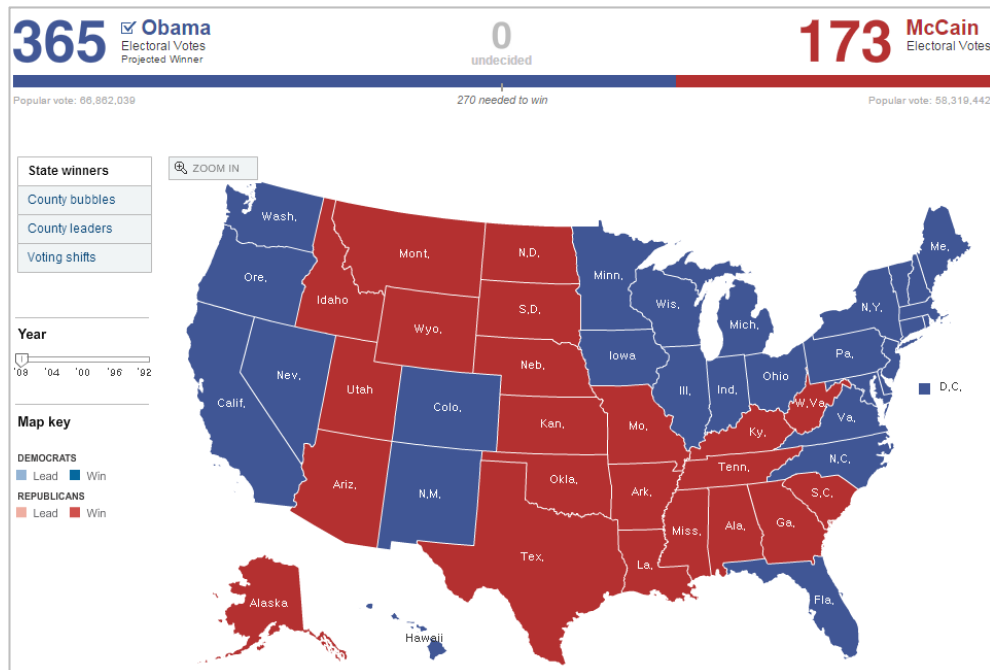 365
Obama
Electoral Votes
Projected Winner
0
undecided
173
McCain
Electoral Votes
Popular vote: 66,862,039
270 needed to win
Popular vote: 58,319,442
State winners
County bubbles
County leaders
Voting shifts
ZOOM IN
Year
'08 '04 '00 '96 '92
Map key
DEMOCRATS
Lead Win
REPUBLICANS
Lead Win
Wash.
Ore.
Calif.
Nev.
Idaho
Mont.
Wyo.
Utah
Colo.
Ariz.
N.M.
N.D.
S.D.
Neb.
Kan.
Okla.
Tex.
Minn.
Iowa
Mo.
Ark.
La.
Wis.
Ill.
Mich.
Ind.
Ohio
Ky.
Tenn.
Miss.
Ala.
Ga.
Fla.
S.C.
N.C.
Va.
W.Va.
Pa.
N.Y.
Me.
D.C.
Alaska
Hawaii